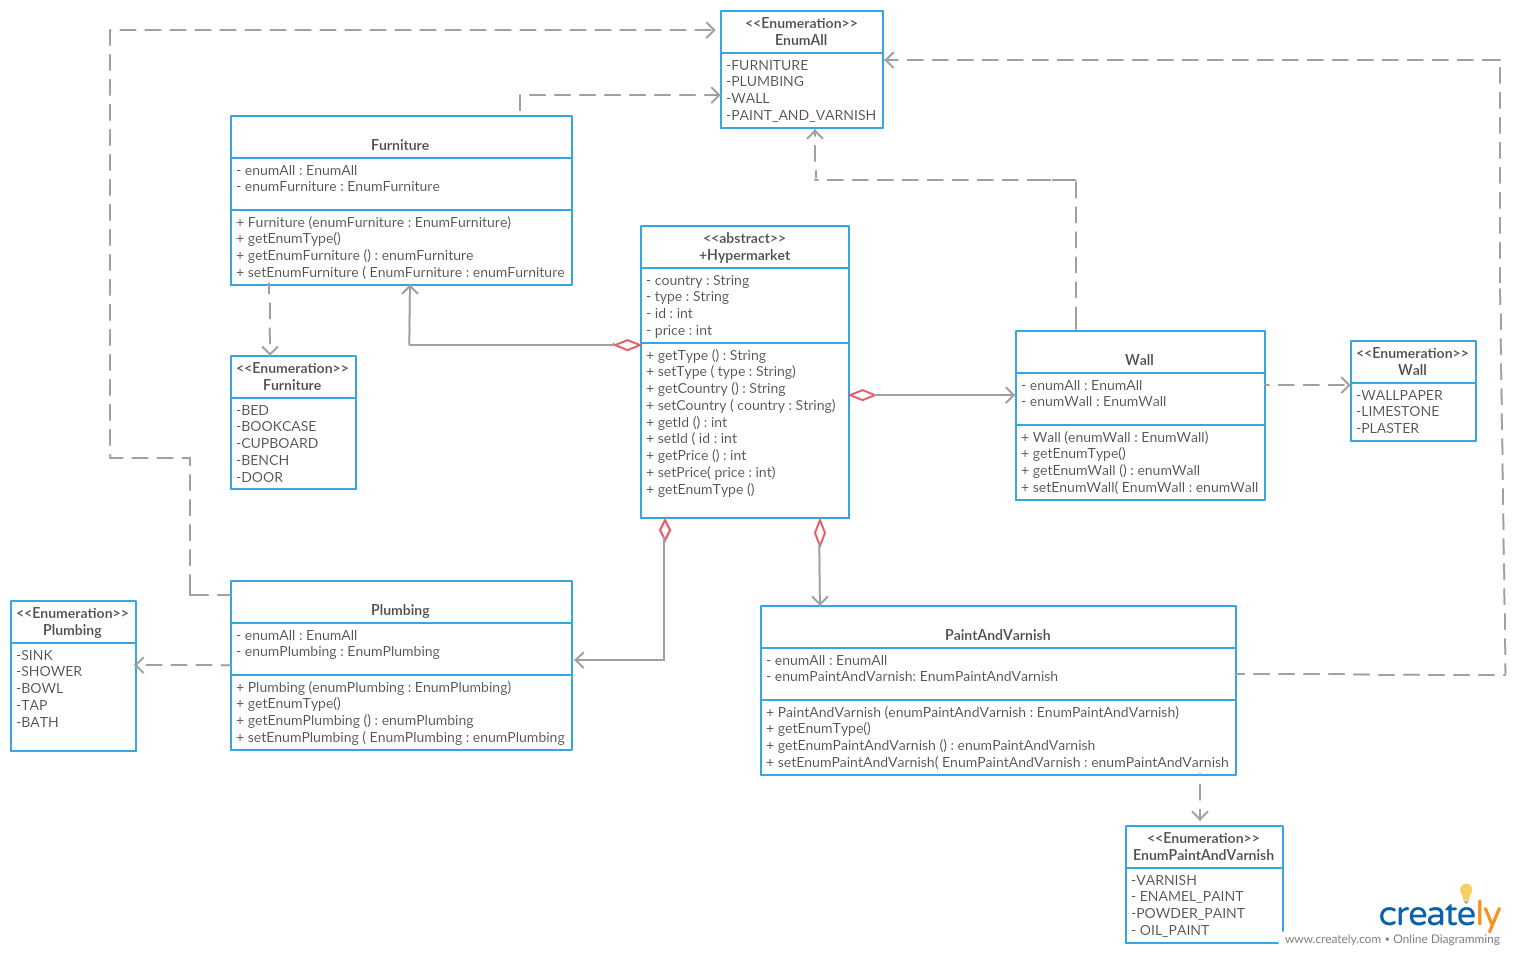 <<Enumeration>>
EnumAll
-FURNITURE
-PLUMBING
-WALL
-PAINT_AND_VARNISH
Furniture
- enumAll : EnumAll
- enumFurniture : EnumFurniture
+ Furniture (enumFurniture : EnumFurniture)
+ getEnumType()
+ getEnumFurniture () : enumFurniture
+ setEnumFurniture ( EnumFurniture : enumFurniture
<<abstract>>
+Hypermarket
- country : String
- type : String
- id : int
- price : int
+ getType () : String
+ setType ( type : String)
+ getCountry () : String
+ setCountry ( country : String)
+ getId () : int
+ setId ( id : int
+ getPrice () : int
+ setPrice( price : int)
+ getEnumType ()
Wall
- enumAll : EnumAll
- enumWall : EnumWall
+ Wall (enumWall : EnumWall)
+ getEnumType()
+ getEnumWall () : enumWall
+ setEnumWall( EnumWall : enumWall
<<Enumeration>>
Wall
-WALLPAPER
-LIMESTONE
-PLASTER
<<Enumeration>>
Furniture
-BED
-BOOKCASE
-CUPBOARD
-BENCH
-DOOR
<<Enumeration>>
Plumbing
-SINK
-SHOWER
-BOWL
-TAP
-BATH
Plumbing
- enumAll : EnumAll
- enumPlumbing : EnumPlumbing
+ Plumbing (enumPlumbing : EnumPlumbing)
+ getEnumType()
+ getEnumPlumbing () : enumPlumbing
+ setEnumPlumbing ( EnumPlumbing : enumPlumbing
PaintAndVarnish
- enumAll : EnumAll
- enumPaintAndVarnish: EnumPaintAndVarnish
+ PaintAndVarnish (enumPaintAndVarnish : EnumPaintAndVarnish)
+ getEnumType()
+ getEnumPaintAndVarnish () : enumPaintAndVarnish
+ setEnumPaintAndVarnish( EnumPaintAndVarnish : enumPaintAndVarnish
<<Enumeration>>
EnumPaintAndVarnish
-VARNISH
- ENAMEL_PAINT
-POWDER_PAINT
- OIL_PAINT
creately
www.creately.com • Online Diagramming